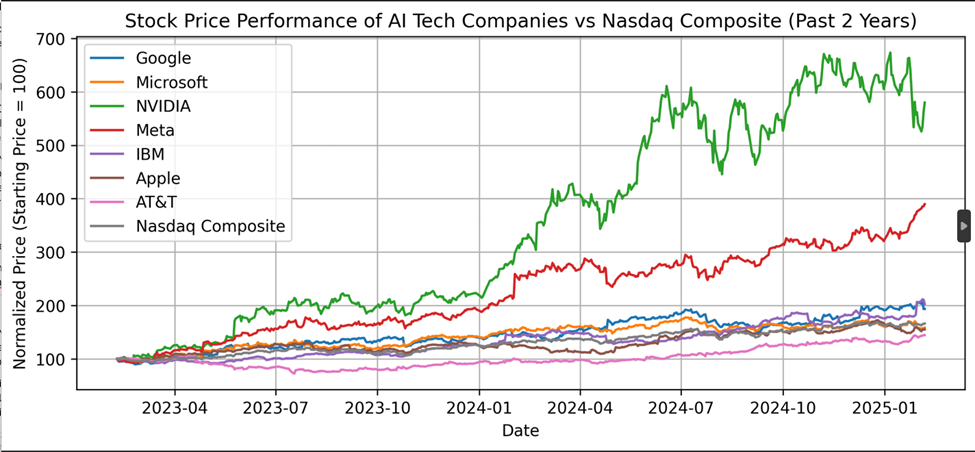 Stock Price Performance of AI Tech Companies vs Nasdaq Composite (Past 2 Years)
Normalized Price (Starting Price = 100)
700
600
500
400
300
200
100
Google
Microsoft
NVIDIA
Meta
IBM
Apple
AT&T
Nasdaq Composite
2023-04
2023-07
2023-10
2024-01
2024-04
2024-07
2024-10
2025-01
Date